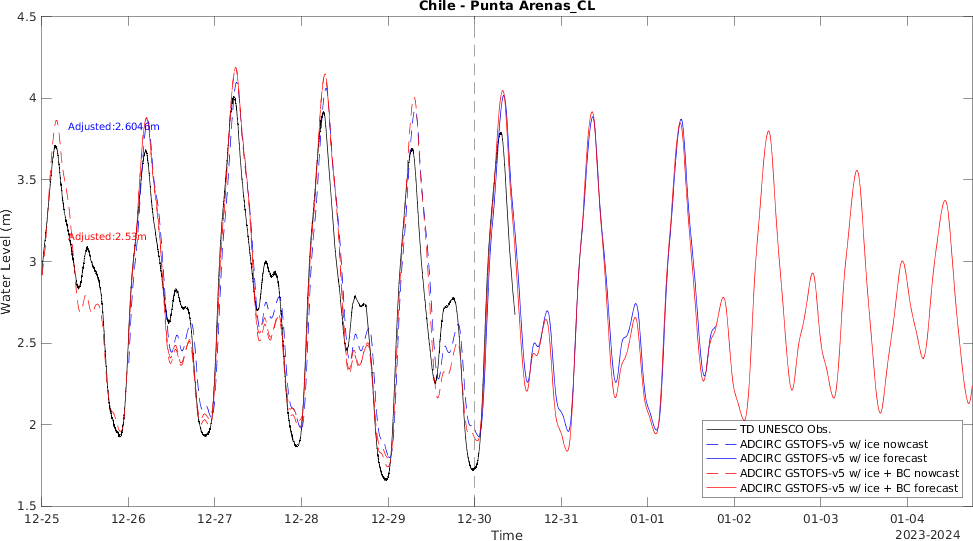 Chile - Punta Arenas_CL
4.5
4
3.5
3
2.5
2
1.5
Water Level (m)
Adjusted:2.6046m
Adjusted:2.53m
TD UNESCO Obs.
ADCIRC GSTOFS-v5 w/ ice nowcast
ADCIRC GSTOFS-v5 w/ ice forecast
ADCIRC GSTOFS-v5 w/ ice + BC nowcast
ADCIRC GSTOFS-v5 w/ ice + BC forecast
12-25 12-26 12-27 12-28 12-29 12-30 12-31 01-01 01-02 01-03 01-04
Time
2023-2024